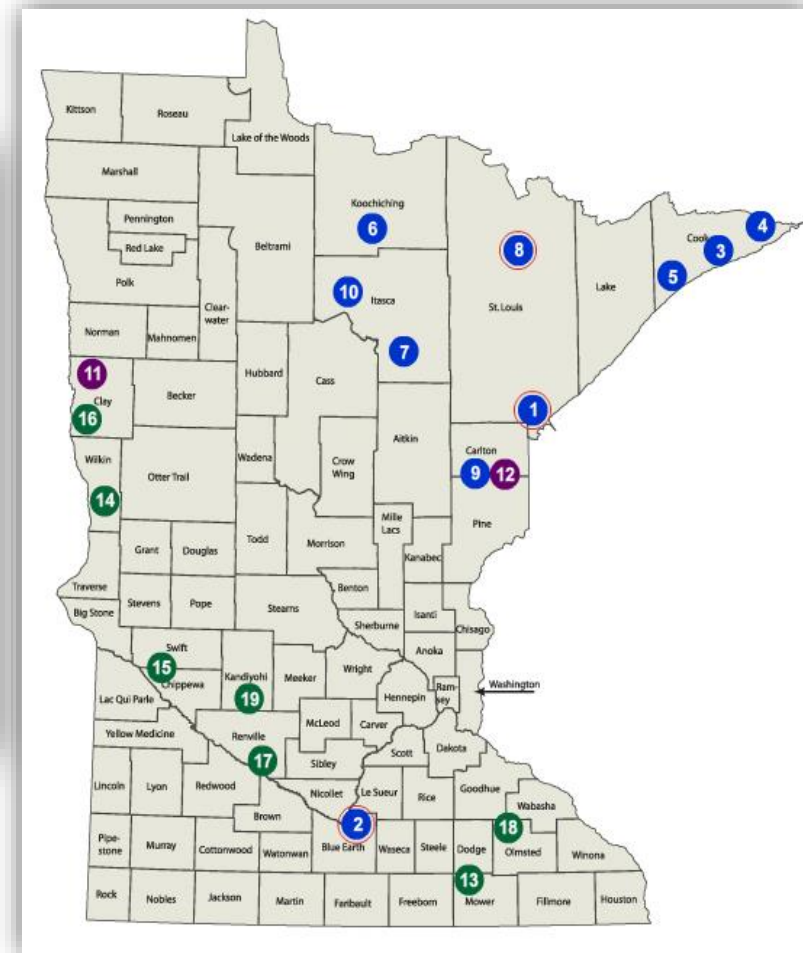 Kittson
Roseau
Lake of the Woods
Marshall
Koochiching
Pennington
Beltrami
Red Lake
Polk
6
8
4
Cook
3
5
10
Itasca
St. Louis
Lake
Clear-
water
Norman
Mahnomen
7
11
Hubbard
Cass
Clay
Becker
16
1
Aitkin
Carlton
Wilkin
Wadena
Crow
Wing
9
12
Otter Trail
14
Mille
Lacs
Pine
Todd
Morrison
Grant
Douglas
Kanabec
Traverse
Benton
Big Stone
Stevens
Pope
Stearns
Isanti
Sherburne
Chisago
Swift
Anoka
15
Kandiyohi
Meeker
Wright
Chippewa
Washington
Lac Qui Parle
19
Hennepin
Ram-
sey
McLeod
Carver
Yellow Medicine
Renville
Dakota
Scott
17
Sibley
Lincoln
Lyon
Redwood
Nicollet
Le Sueur
Rice
Goodhue
Wabasha
Brown
2
18
Pipe-
stone
Murray
Cottonwood
Watonwan
Blue Earth
Waseca
Steele
Dodge
Olmsted
Winona
13
Rock
Nobles
Jackson
Martin
Faribault
Freeborn
Mower
Fillmore
Houston